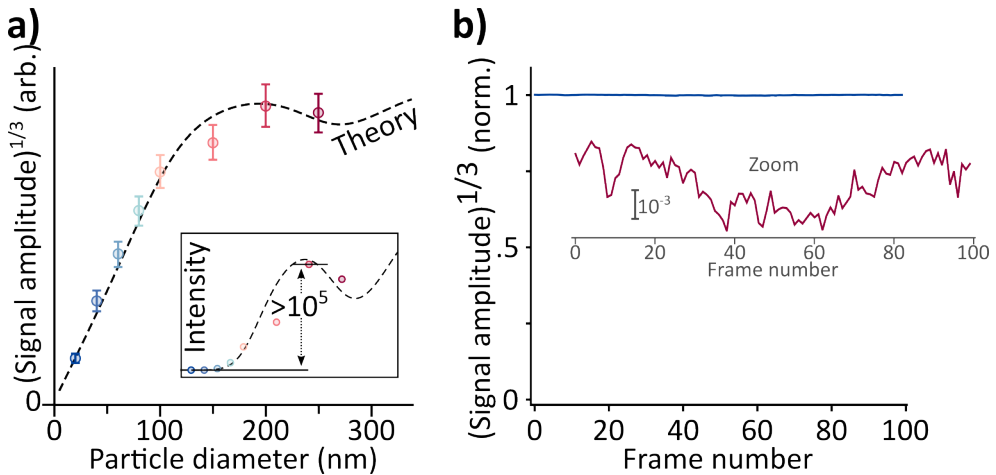 a)
(Signal amplitude)1/3 (arb.)
0
0
100
200
300
Particle diameter (nm)
Theory
Intensity
>10^5
b)
(Signal amplitude)1/3 (norm.)
1
.5
0
0
20
40
60
80
100
Frame number
Zoom
10^-3
0
20
40
60
80
100
Frame number